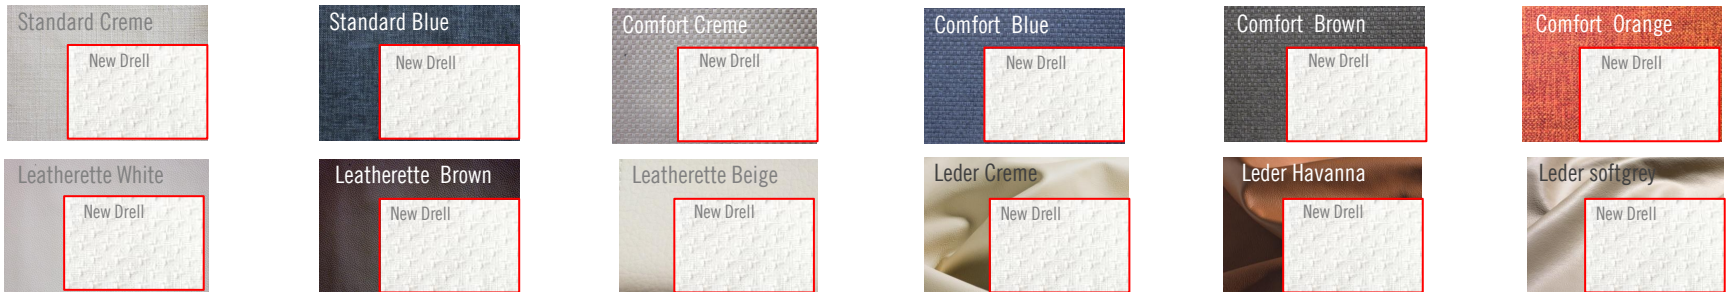 Standard Creme
New Drell
Standard Blue
New Drell
Comfort Creme
New Drell
Comfort Blue
New Drell
Comfort Brown
New Drell
Comfort Orange
New Drell
Leatherette White
New Drell
Leatherette Brown
New Drell
Leatherette Beige
New Drell
Leder Creme
New Drell
Leder Havanna
New Drell
Leder softgrey
New Drell